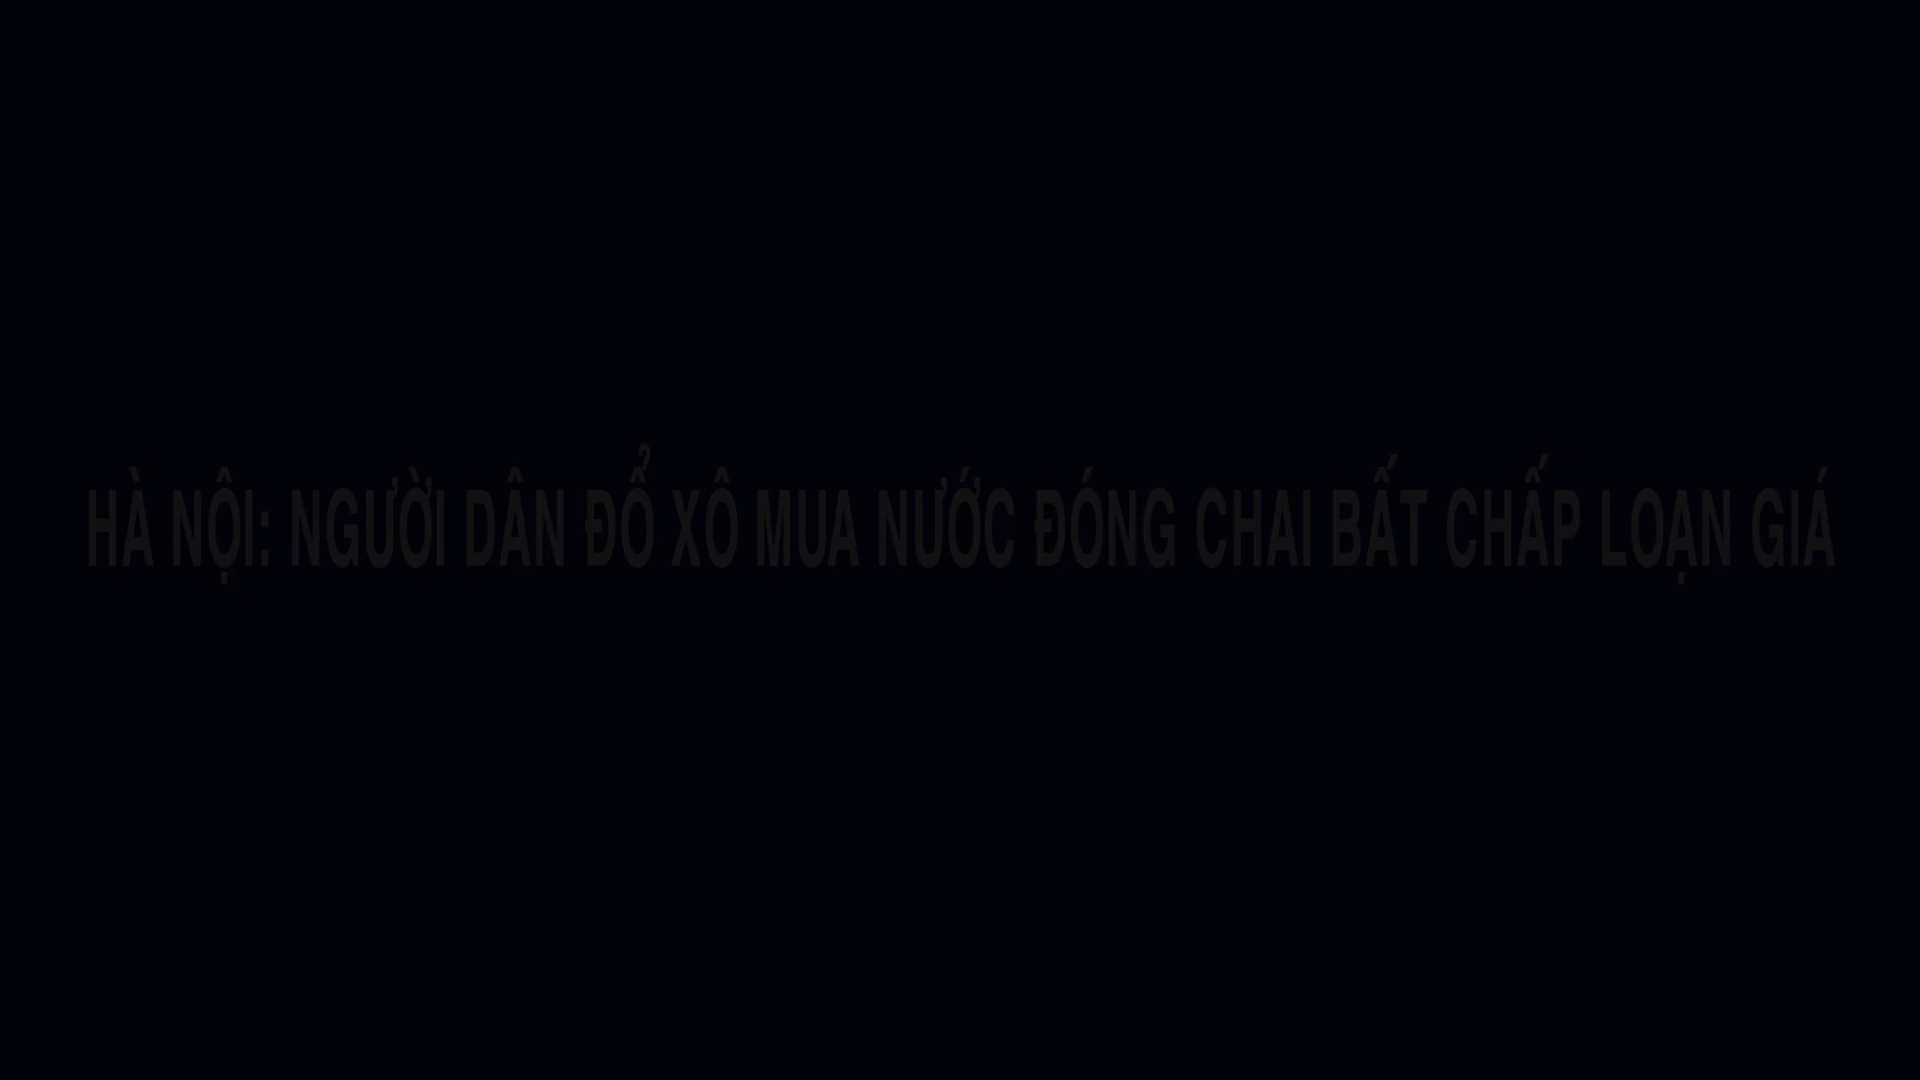 HÀ NỘI: NGƯỜI DÂN ĐỔ XÔ MUA NƯỚC ĐÓNG CHAI BẤT CHẤP LOẠN GIÁ